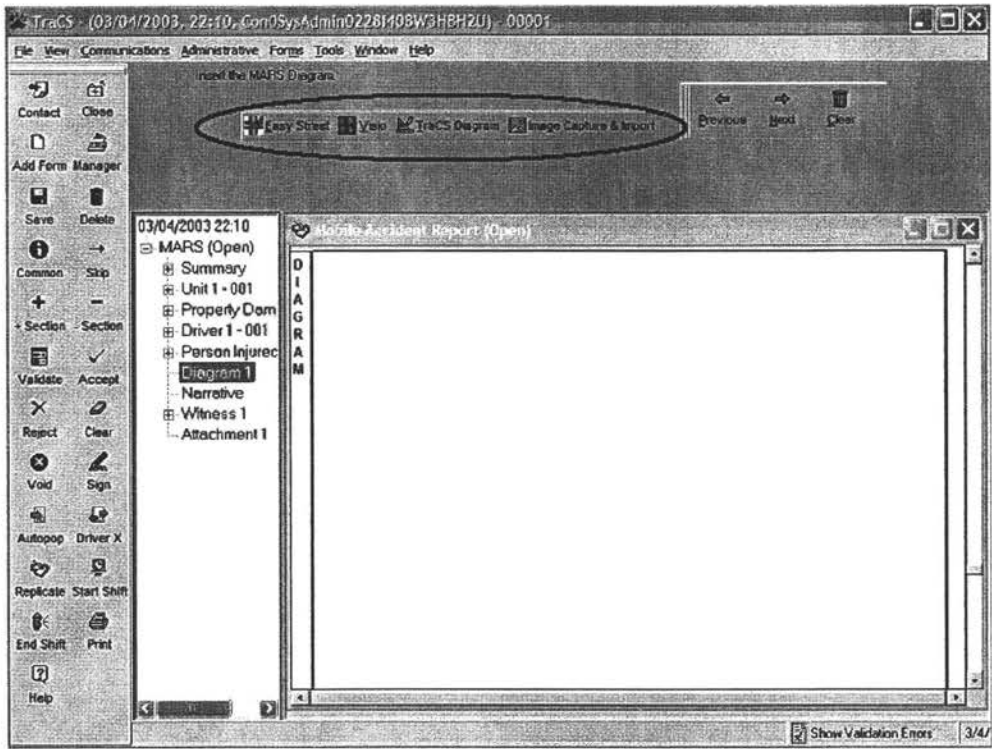 TraCS - (03/04/2003, 22:10, Con0SysAdmin0228I408W3HBH2U) - 00001
File View Communications Administrative Forms Tools Window Help
Insert the MARS Diagram.
Contact Close
Easy Street Visio TraCS Diagram Image Capture & Import
Previous Next Clear
Add Form Manager
Save Delete
Common Skip
+ Section - Section
Validate Accept
Reject Clear
Void Sign
Autopop Driver X
Replicate Start Shift
End Shift Print
Help
03/04/2003 22:10
MARS (Open)
Summary
Unit 1 - 001
Property Dam
Driver 1 - 001
Person Injurec
Diagram 1
Narrative
Witness 1
Attachment 1
Mobile Accident Report (Open)
DIAGRAM
Show Validation Errors 3/4/